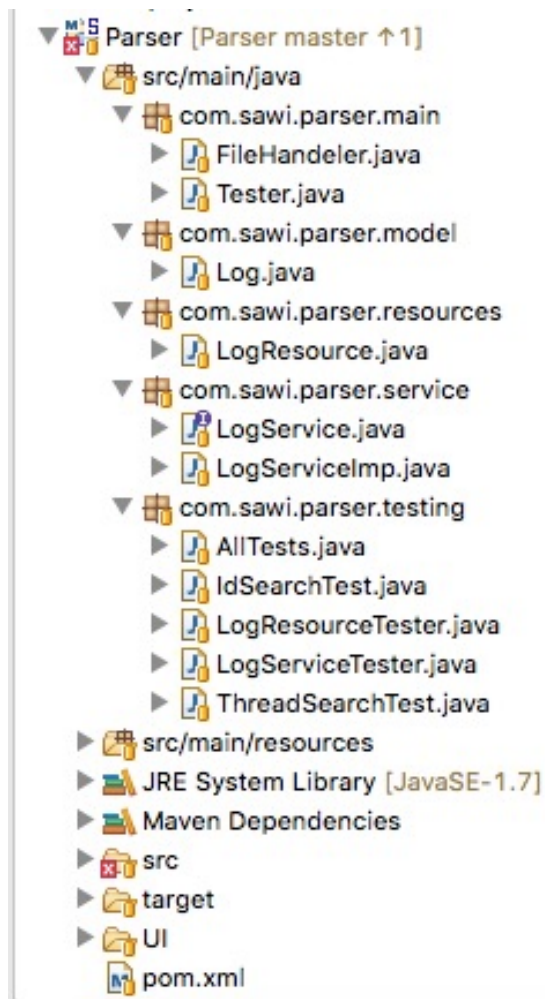 Parser [Parser master ↑1]
src/main/java
com.sawi.parser.main
FileHandeler.java
Tester.java
com.sawi.parser.model
Log.java
com.sawi.parser.resources
LogResource.java
com.sawi.parser.service
LogService.java
LogServiceImp.java
com.sawi.parser.testing
AllTests.java
IdSearchTest.java
LogResourceTester.java
LogServiceTester.java
ThreadSearchTest.java
src/main/resources
JRE System Library [JavaSE-1.7]
Maven Dependencies
src
target
UI
pom.xml